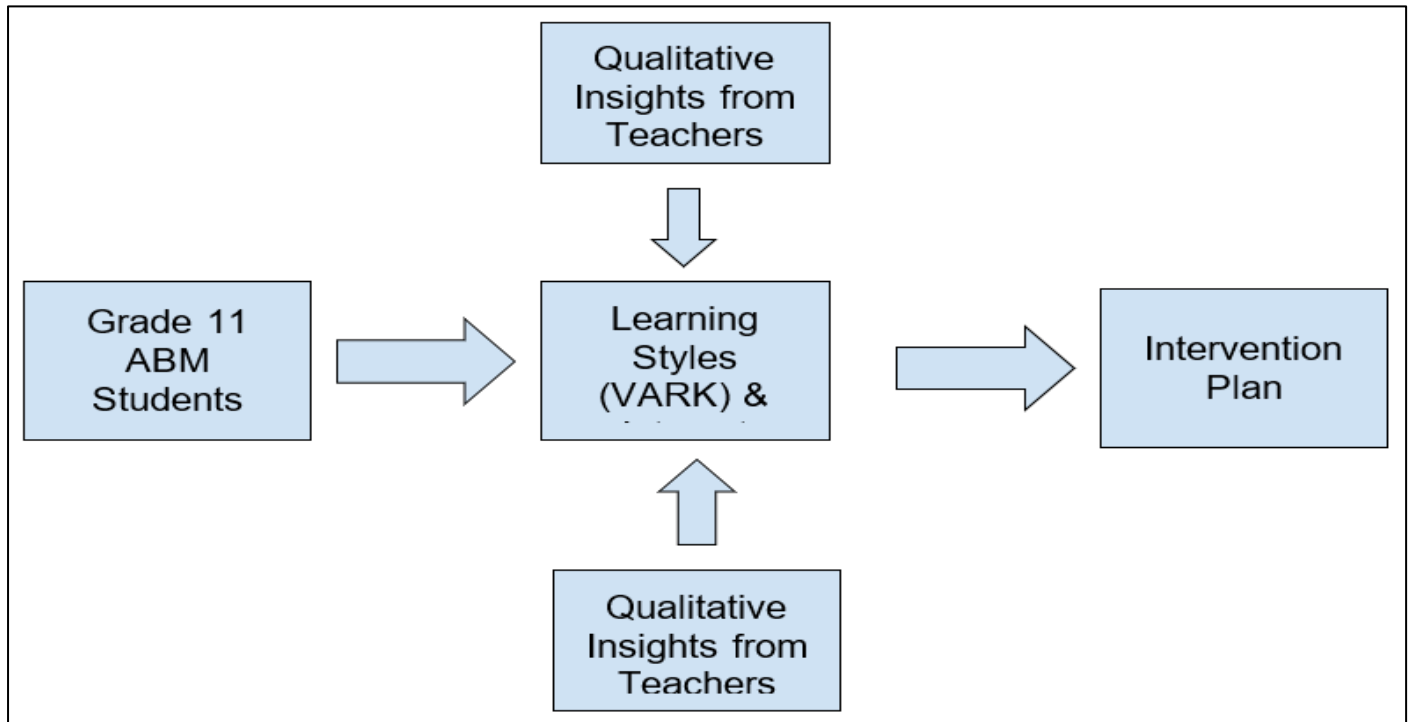 Qualitative
Insights from
Teachers
Grade 11
ABM
Students
Learning
Styles
(VARK) &
Intervention
Plan
Qualitative
Insights from
Teachers